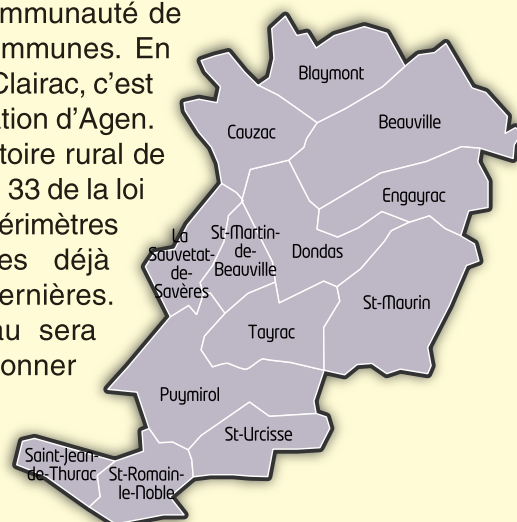 mmunauté de
mmunes. En
Clairac, c’est
tion d’Agen.
toire rural de
33 de la loi
érimètres
es déjà
ernières.
au sera
onner
Blaymont
Cauzac
Beauville
Engayrac
La
Sauvetat-
de-
Savères
St-Martin-
de-
Beauville
Dondas
St-Maurin
Tayrac
Puymirol
St-Urcisse
Saint-Jean-
de-Thurac
St-Romain-
le-Noble